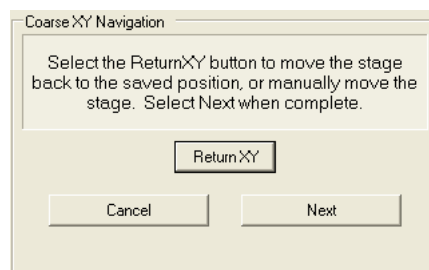 Coarse XY Navigation
Select the ReturnXY button to move the stage
back to the saved position, or manually move the
stage. Select Next when complete.
Return XY
Cancel Next